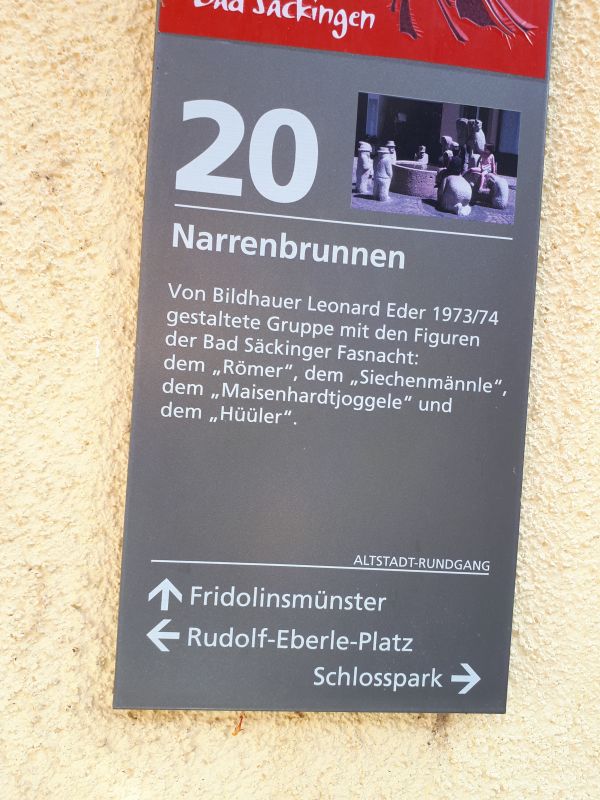 Bad Säckingen
20
Narrenbrunnen
Von Bildhauer Leonard Eder 1973/74
gestaltete Gruppe mit den Figuren
der Bad Säckinger Fasnacht:
dem „Römer“, dem „Siechenmännle“,
dem „Maisenhardtjoggele“ und
dem „Hüüler“.
ALTSTADT-RUNDGANG
↑ Fridolinsmünster
← Rudolf-Eberle-Platz
Schlosspark →